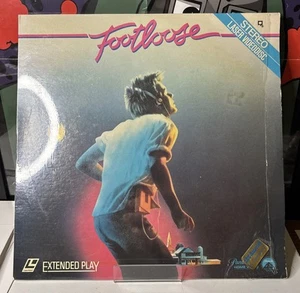 Footloose
STEREO
LASER VIDEODISC
EXTENDED PLAY